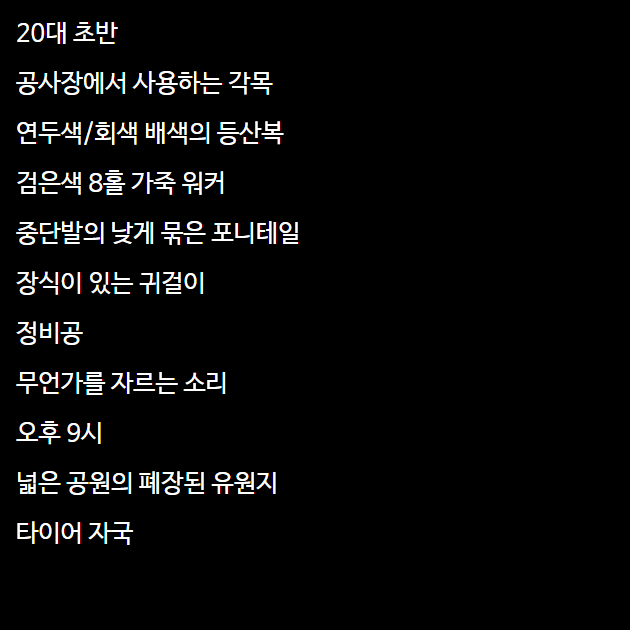 20대 초반
공사장에서 사용하는 각목
연두색/회색 배색의 등산복
검은색 8홀 가죽 워커
중단발의 낮게 묶은 포니테일
장식이 있는 귀걸이
정비공
무언가를 자르는 소리
오후 9시
넓은 공원의 폐장된 유원지
타이어 자국